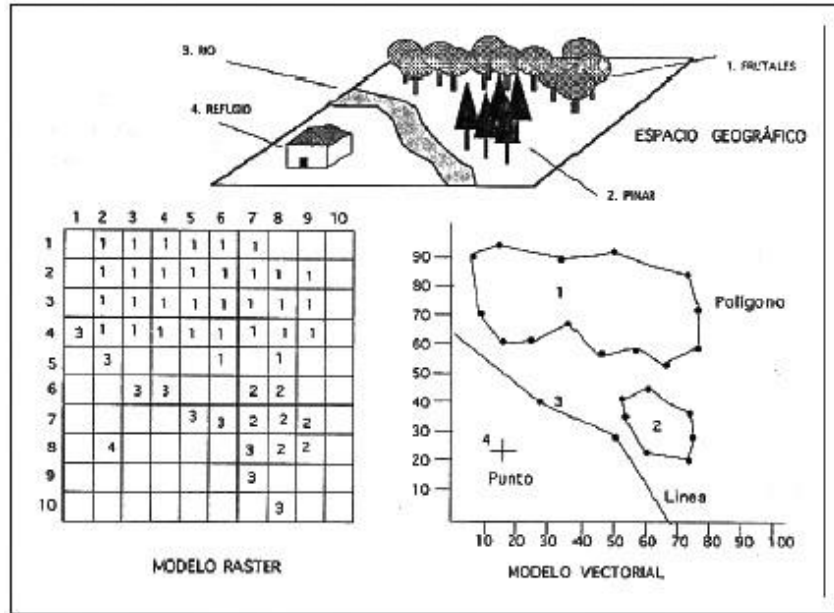 3. RIO
1. FRUTALES
4. REFUGIO
ESPACIO GEOGRÁFICO
2. PINAR
1 2 3 4 5 6 7 8 9 10
1 1 1 1 1 1 1
2 1 1 1 1 1 1 1 1
3 1 1 1 1 1 1 1 1
4 3 1 1 1 1 1 1 1 1
5 3 1 1
6 3 3 2 2
7 3 3 2 2 2
8 4 3 2 2
9 3
10 3
MODELO RASTER
90
80
70
60
50
40
30
20
10
1
Polígono
3
2
4
Punto
Línea
10 20 30 40 50 60 70 80 90 100
MODELO VECTORIAL